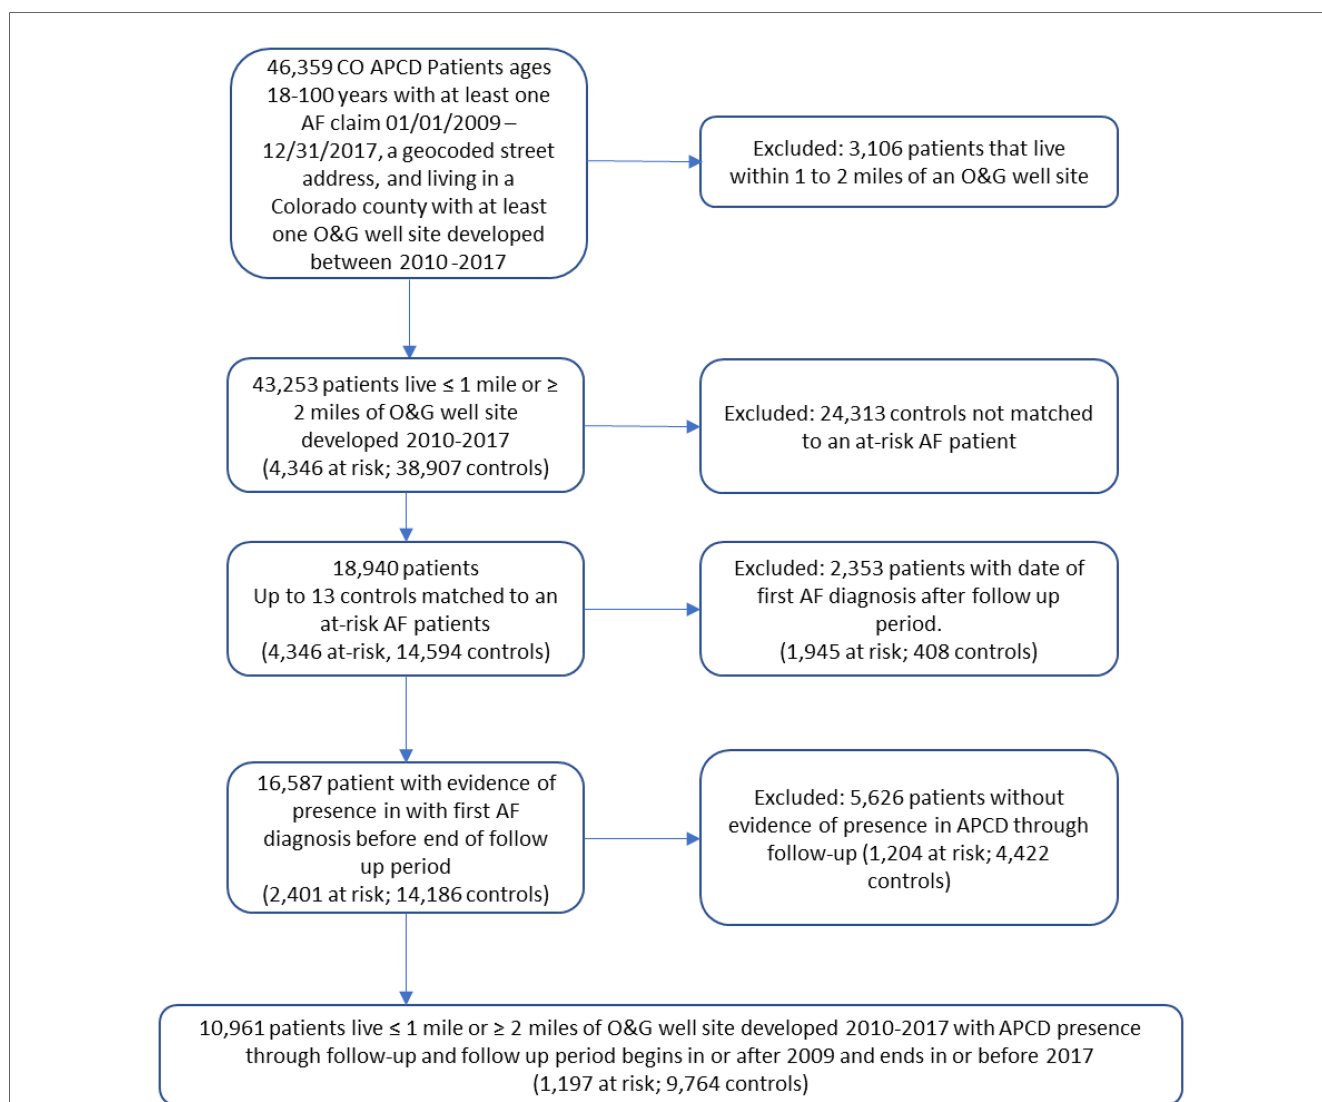 46,359 CO APCD Patients ages
18-100 years with at least one
AF claim 01/01/2009 –
12/31/2017, a geocoded street
address, and living in a
Colorado county with at least
one O&G well site developed
between 2010 -2017
Excluded: 3,106 patients that live
within 1 to 2 miles of an O&G well site
43,253 patients live ≤ 1 mile or ≥
2 miles of O&G well site
developed 2010-2017
(4,346 at risk; 38,907 controls)
Excluded: 24,313 controls not matched
to an at-risk AF patient
18,940 patients
Up to 13 controls matched to an
at-risk AF patients
(4,346 at-risk, 14,594 controls)
Excluded: 2,353 patients with date of
first AF diagnosis after follow up
period.
(1,945 at risk; 408 controls)
16,587 patient with evidence of
presence in with first AF
diagnosis before end of follow
up period
(2,401 at risk; 14,186 controls)
Excluded: 5,626 patients without
evidence of presence in APCD through
follow-up (1,204 at risk; 4,422
controls)
10,961 patients live ≤ 1 mile or ≥ 2 miles of O&G well site developed 2010-2017 with APCD presence
through follow-up and follow up period begins in or after 2009 and ends in or before 2017
(1,197 at risk; 9,764 controls)